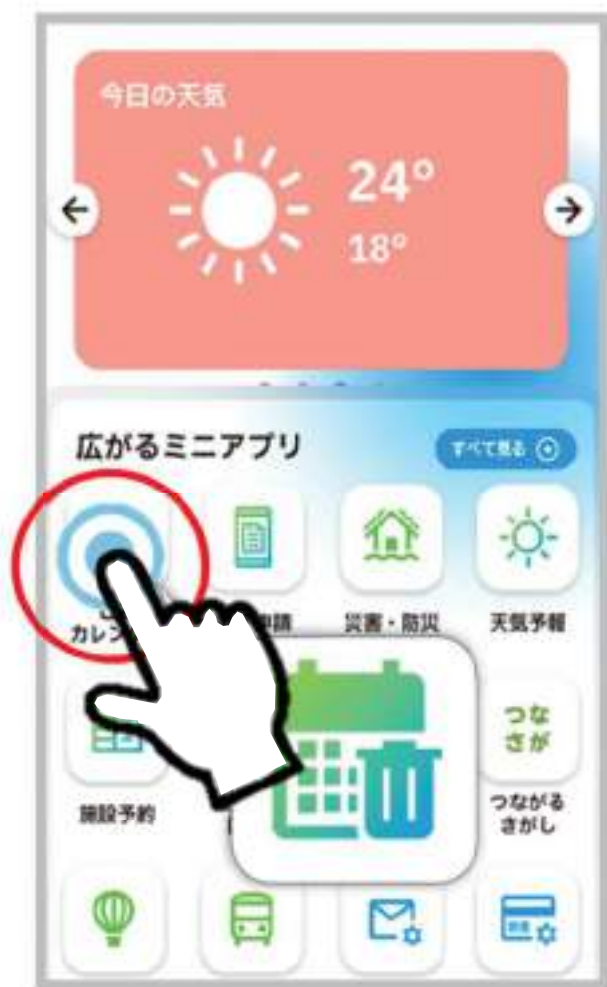 今日の天気
24°
18°
広がるミニアプリ
すべて見る
カレン
申請
災害・防災
天気予報
つな
さが
施設予約
つながる
さがし